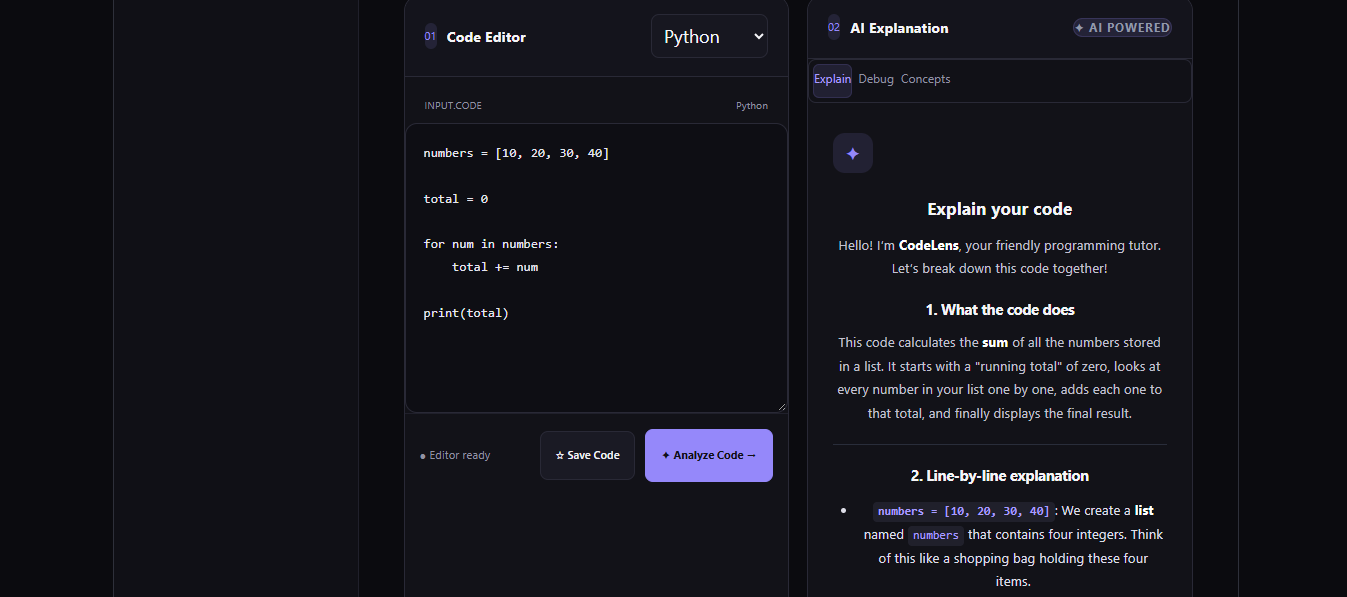 01 Code Editor
Python
INPUT.CODE
Python
numbers = [10, 20, 30, 40]
total = 0
for num in numbers:
    total += num
print(total)
● Editor ready
☆ Save Code
✦ Analyze Code →
02 AI Explanation
✦ AI POWERED
Explain Debug Concepts
✦
Explain your code
Hello! I’m CodeLens, your friendly programming tutor.
Let’s break down this code together!
1. What the code does
This code calculates the sum of all the numbers stored
in a list. It starts with a "running total" of zero, looks at
every number in your list one by one, adds each one to
that total, and finally displays the final result.
2. Line-by-line explanation
• numbers = [10, 20, 30, 40] : We create a list
named numbers that contains four integers. Think
of this like a shopping bag holding these four
items.